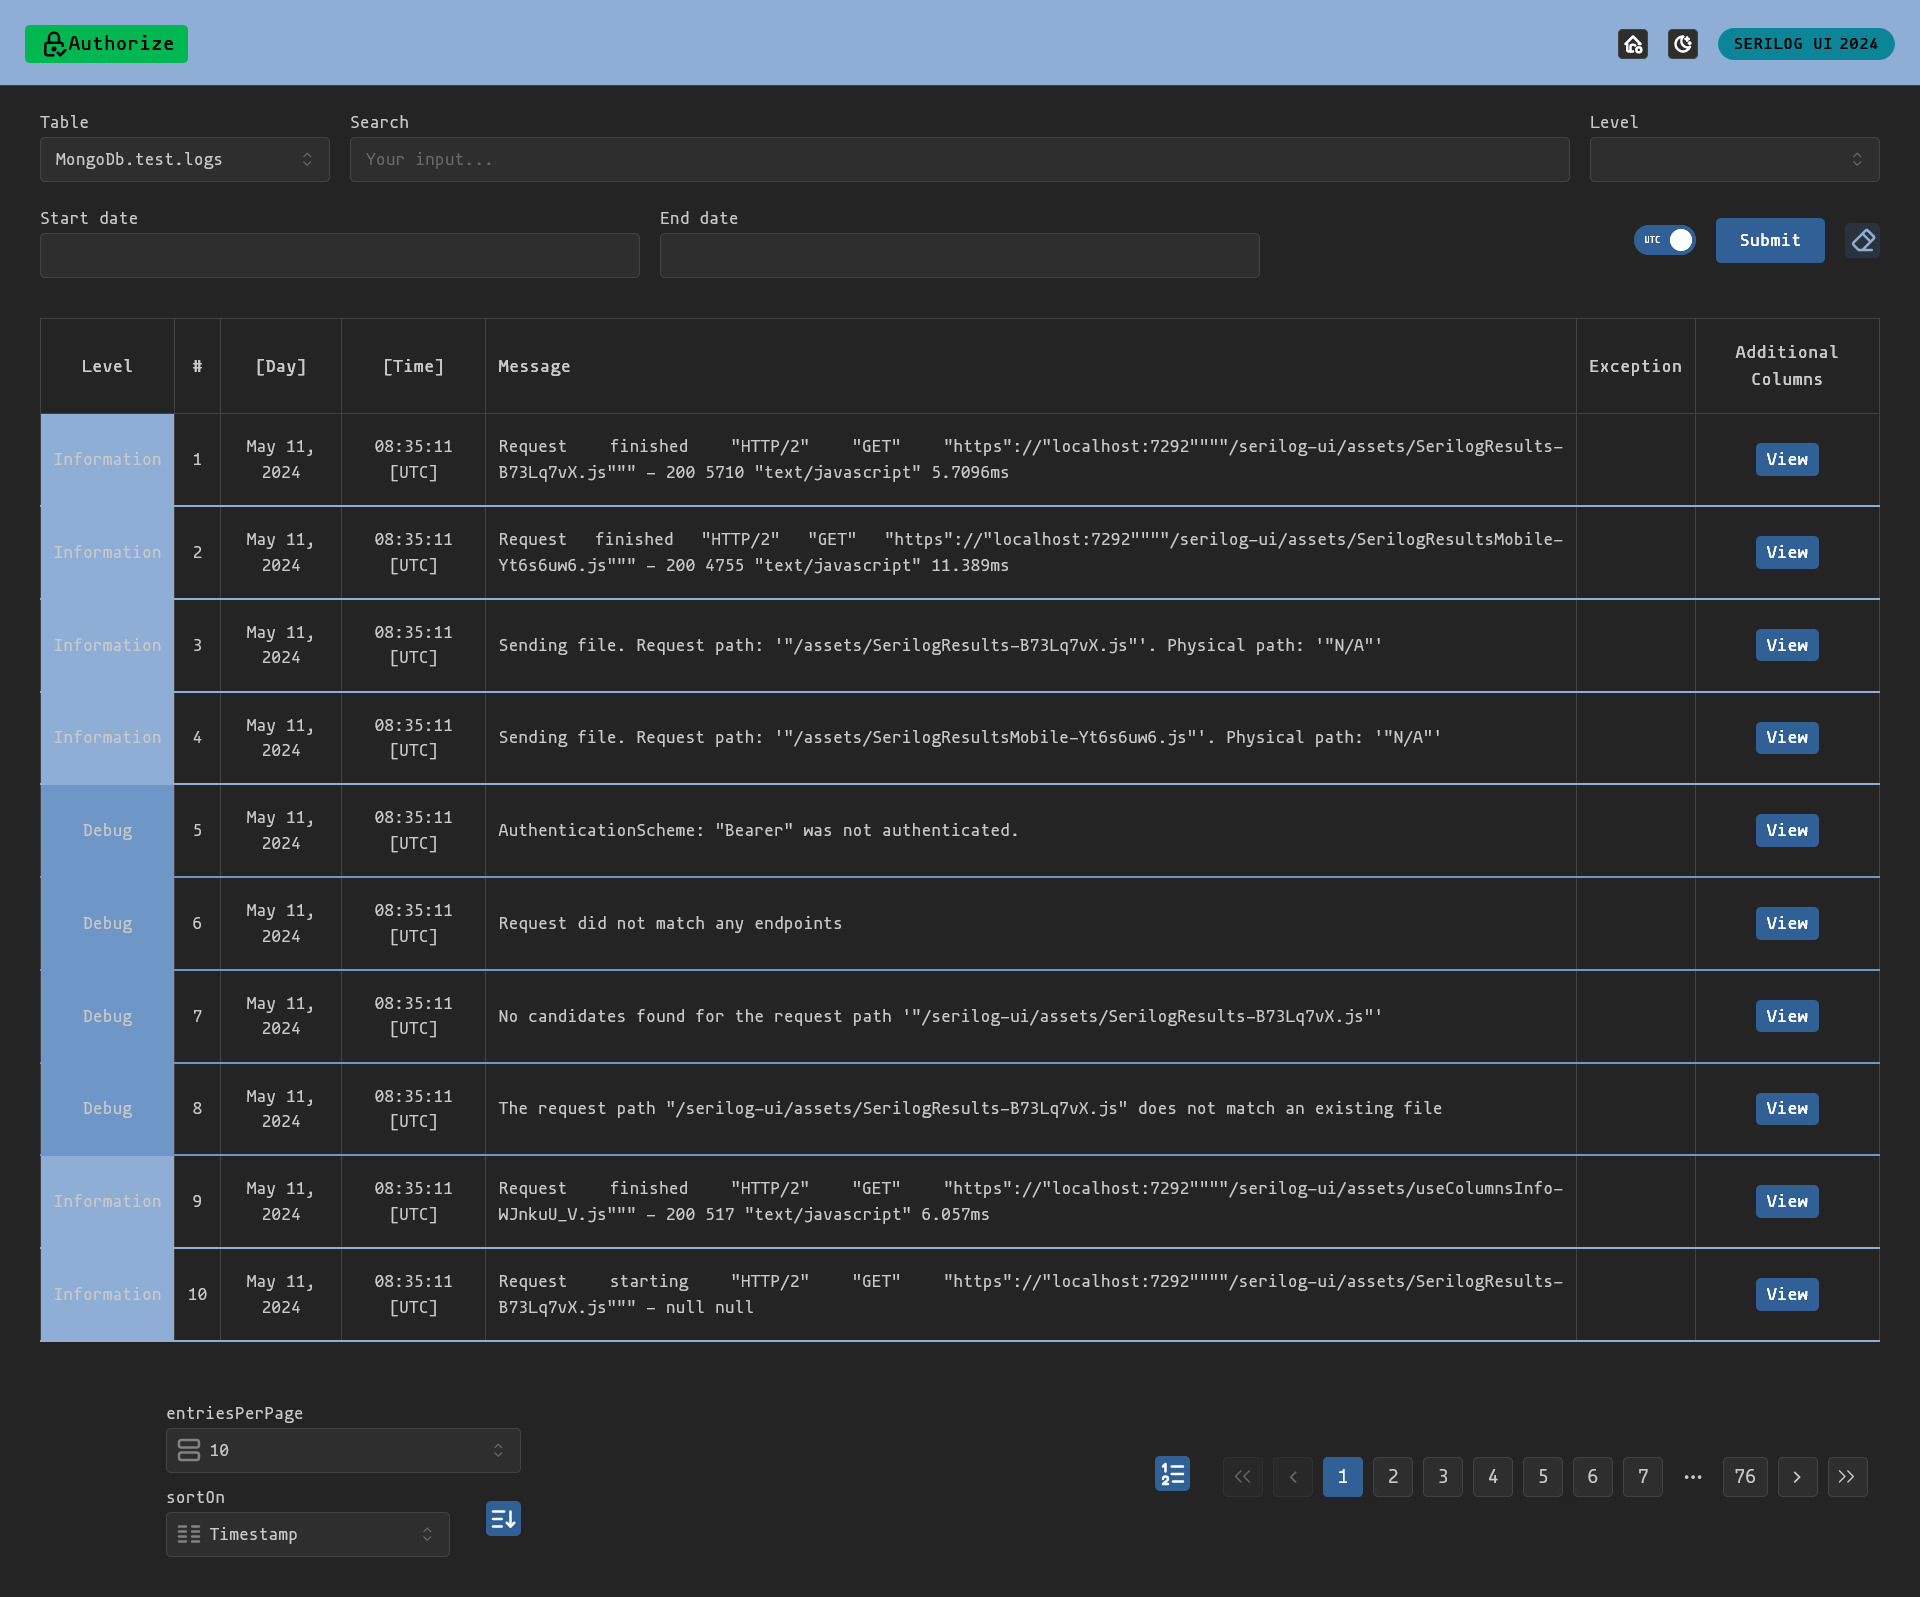 Authorize
SERILOG UI 2024
Table
Search
Level
MongoDb.test.logs
Your input...
Start date
End date
UTC
Submit
Level # [Day] [Time] Message Exception Additional
Columns
Information 1 May 11, 2024 08:35:11 [UTC] Request finished "HTTP/2" "GET" "https"://"localhost:7292""""/serilog-ui/assets/SerilogResults-
B73Lq7vX.js""" - 200 5710 "text/javascript" 5.7096ms View
Information 2 May 11, 2024 08:35:11 [UTC] Request finished "HTTP/2" "GET" "https"://"localhost:7292""""/serilog-ui/assets/SerilogResultsMobile-
Yt6s6uw6.js""" - 200 4755 "text/javascript" 11.389ms View
Information 3 May 11, 2024 08:35:11 [UTC] Sending file. Request path: '"/assets/SerilogResults-B73Lq7vX.js"'. Physical path: '"N/A"' View
Information 4 May 11, 2024 08:35:11 [UTC] Sending file. Request path: '"/assets/SerilogResultsMobile-Yt6s6uw6.js"'. Physical path: '"N/A"' View
Debug 5 May 11, 2024 08:35:11 [UTC] AuthenticationScheme: "Bearer" was not authenticated. View
Debug 6 May 11, 2024 08:35:11 [UTC] Request did not match any endpoints View
Debug 7 May 11, 2024 08:35:11 [UTC] No candidates found for the request path '"/serilog-ui/assets/SerilogResults-B73Lq7vX.js"' View
Debug 8 May 11, 2024 08:35:11 [UTC] The request path "/serilog-ui/assets/SerilogResults-B73Lq7vX.js" does not match an existing file View
Information 9 May 11, 2024 08:35:11 [UTC] Request finished "HTTP/2" "GET" "https"://"localhost:7292""""/serilog-ui/assets/useColumnsInfo-
WJnkuU_V.js""" - 200 517 "text/javascript" 6.057ms View
Information 10 May 11, 2024 08:35:11 [UTC] Request starting "HTTP/2" "GET" "https"://"localhost:7292""""/serilog-ui/assets/SerilogResults-
B73Lq7vX.js""" - null null View
entriesPerPage
10
1 2 3 4 5 6 7 ... 76
sortOn
Timestamp